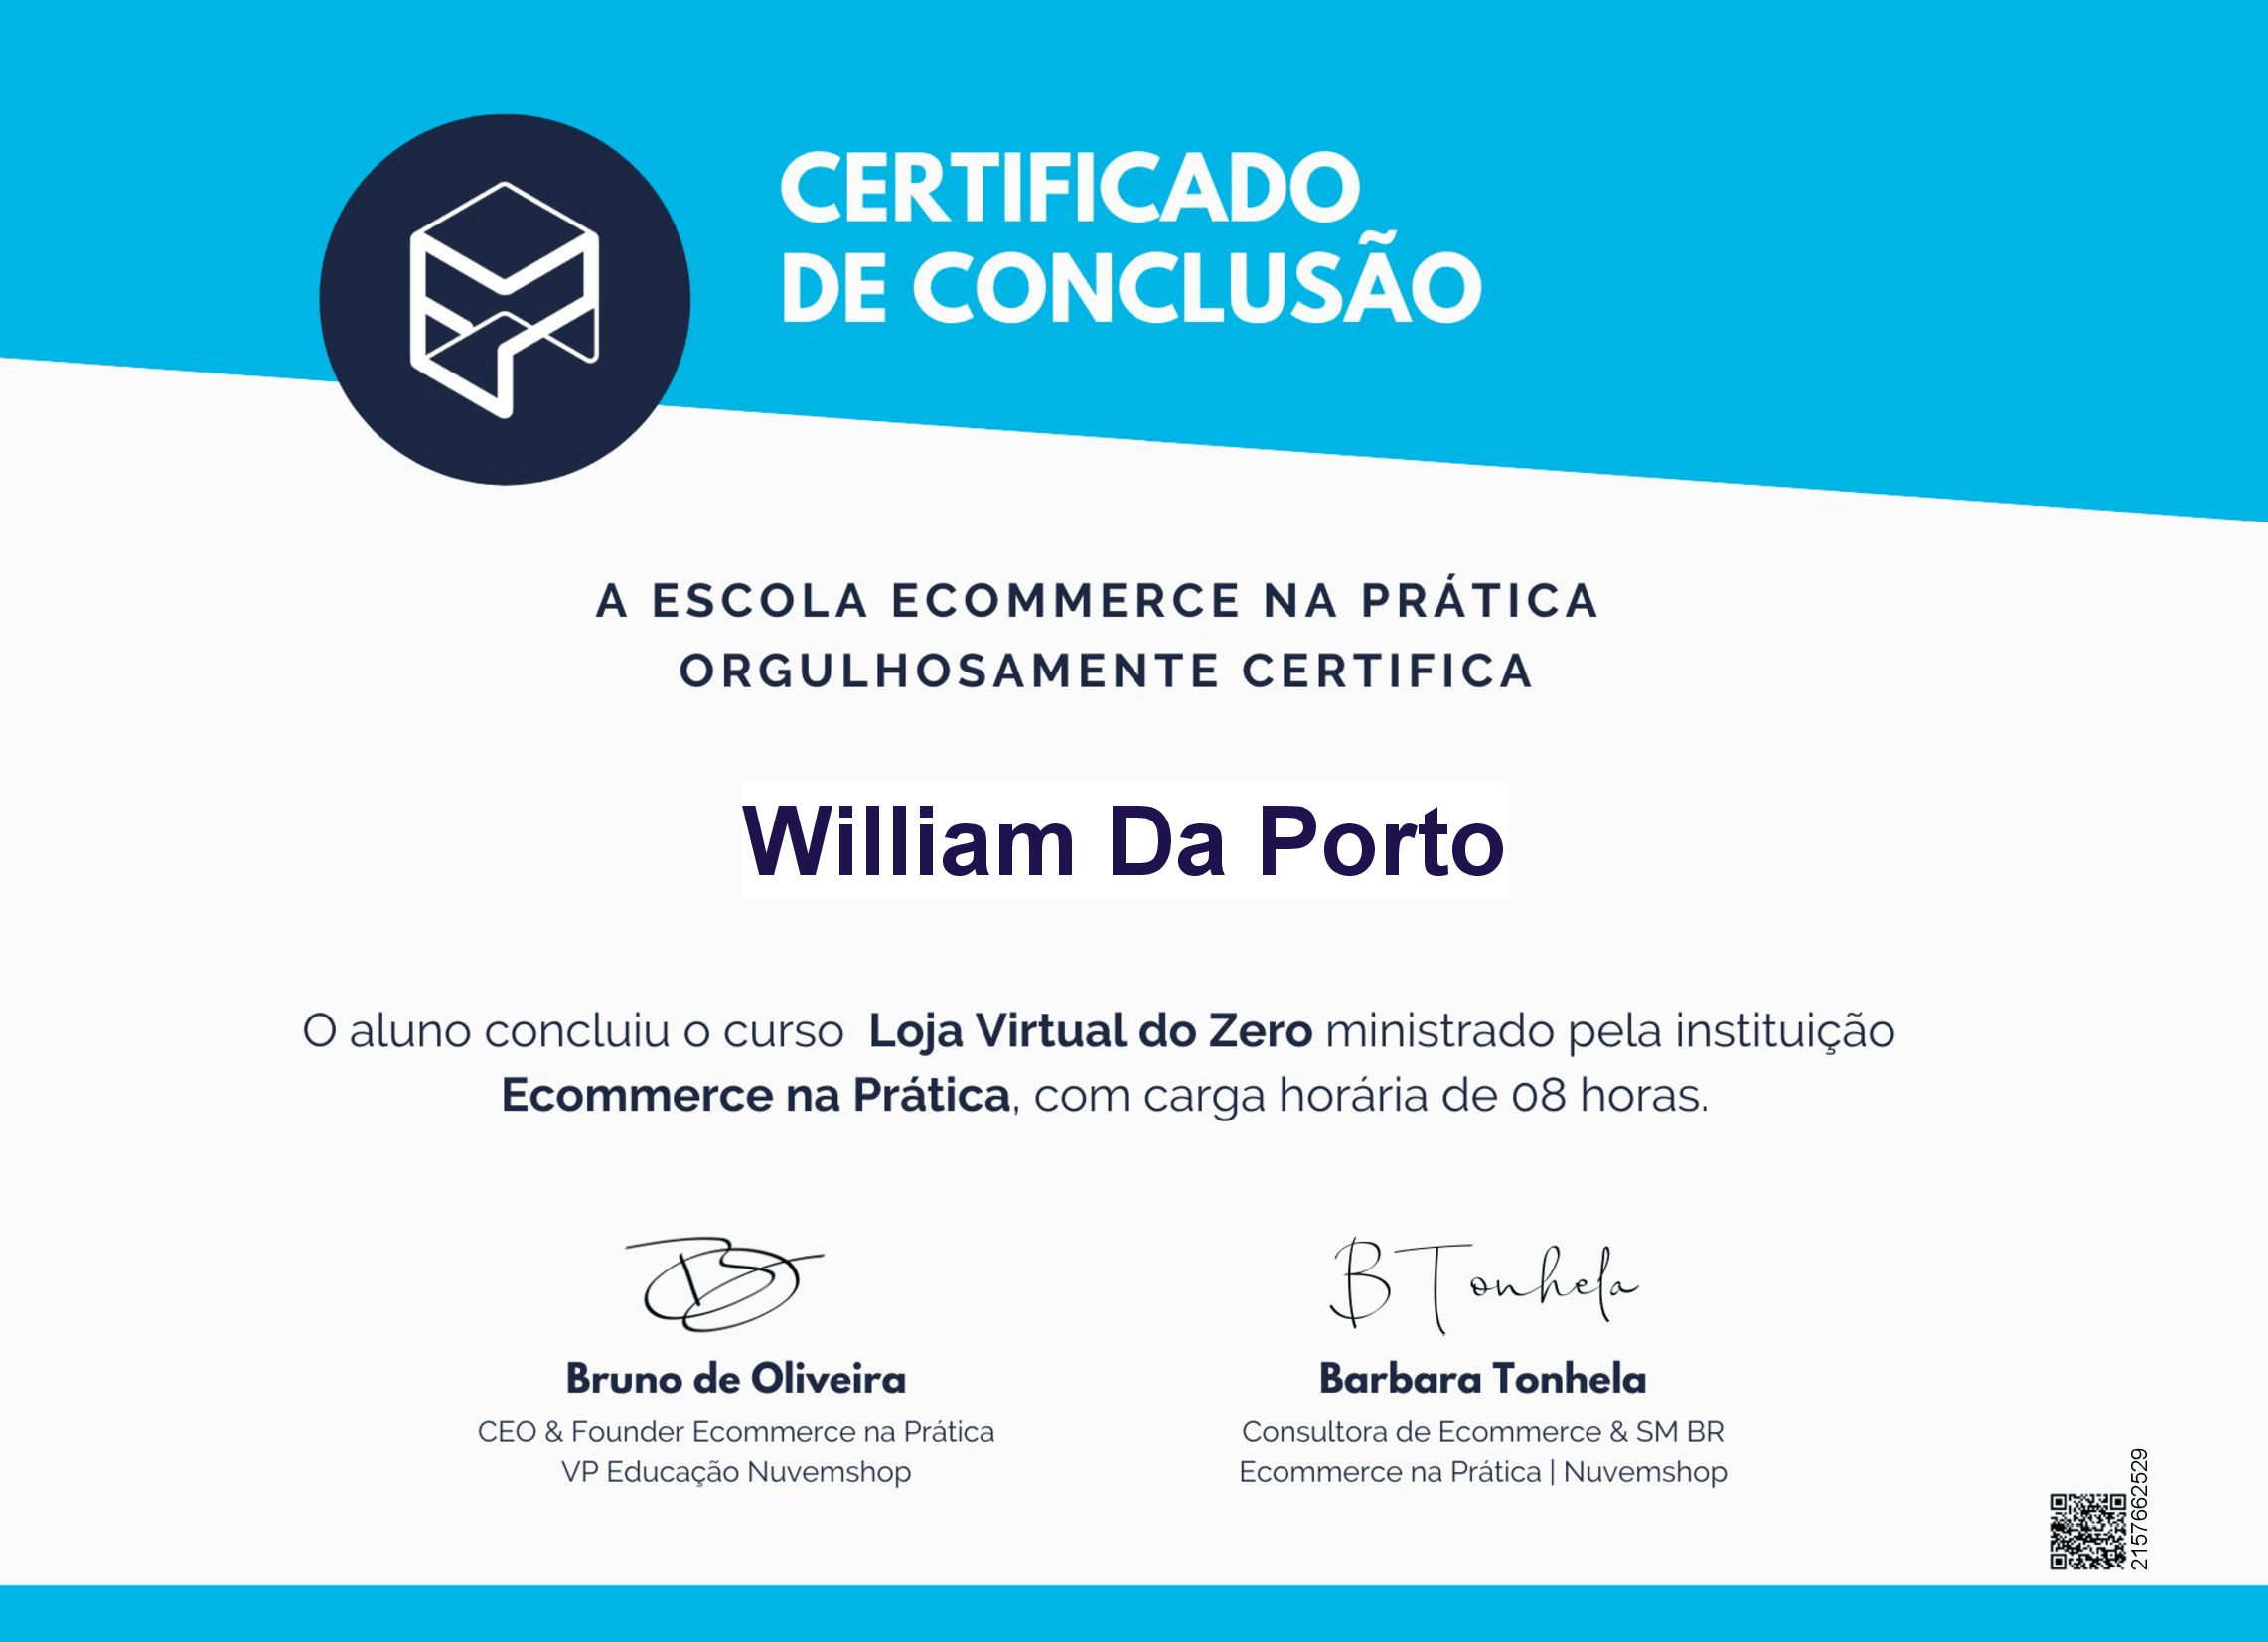 CERTIFICADO
DE CONCLUSÃO
A ESCOLA ECOMMERCE NA PRÁTICA
ORGULHOSAMENTE CERTIFICA
William Da Porto
O aluno concluiu o curso Loja Virtual do Zero ministrado pela instituição
Ecommerce na Prática, com carga horária de 08 horas.
B T onhela
Bruno de Oliveira
CEO & Founder Ecommerce na Prática
VP Educação Nuvemshop
Barbara Tonhela
Consultora de Ecommerce & SM BR
Ecommerce na Prática | Nuvemshop
2157662529